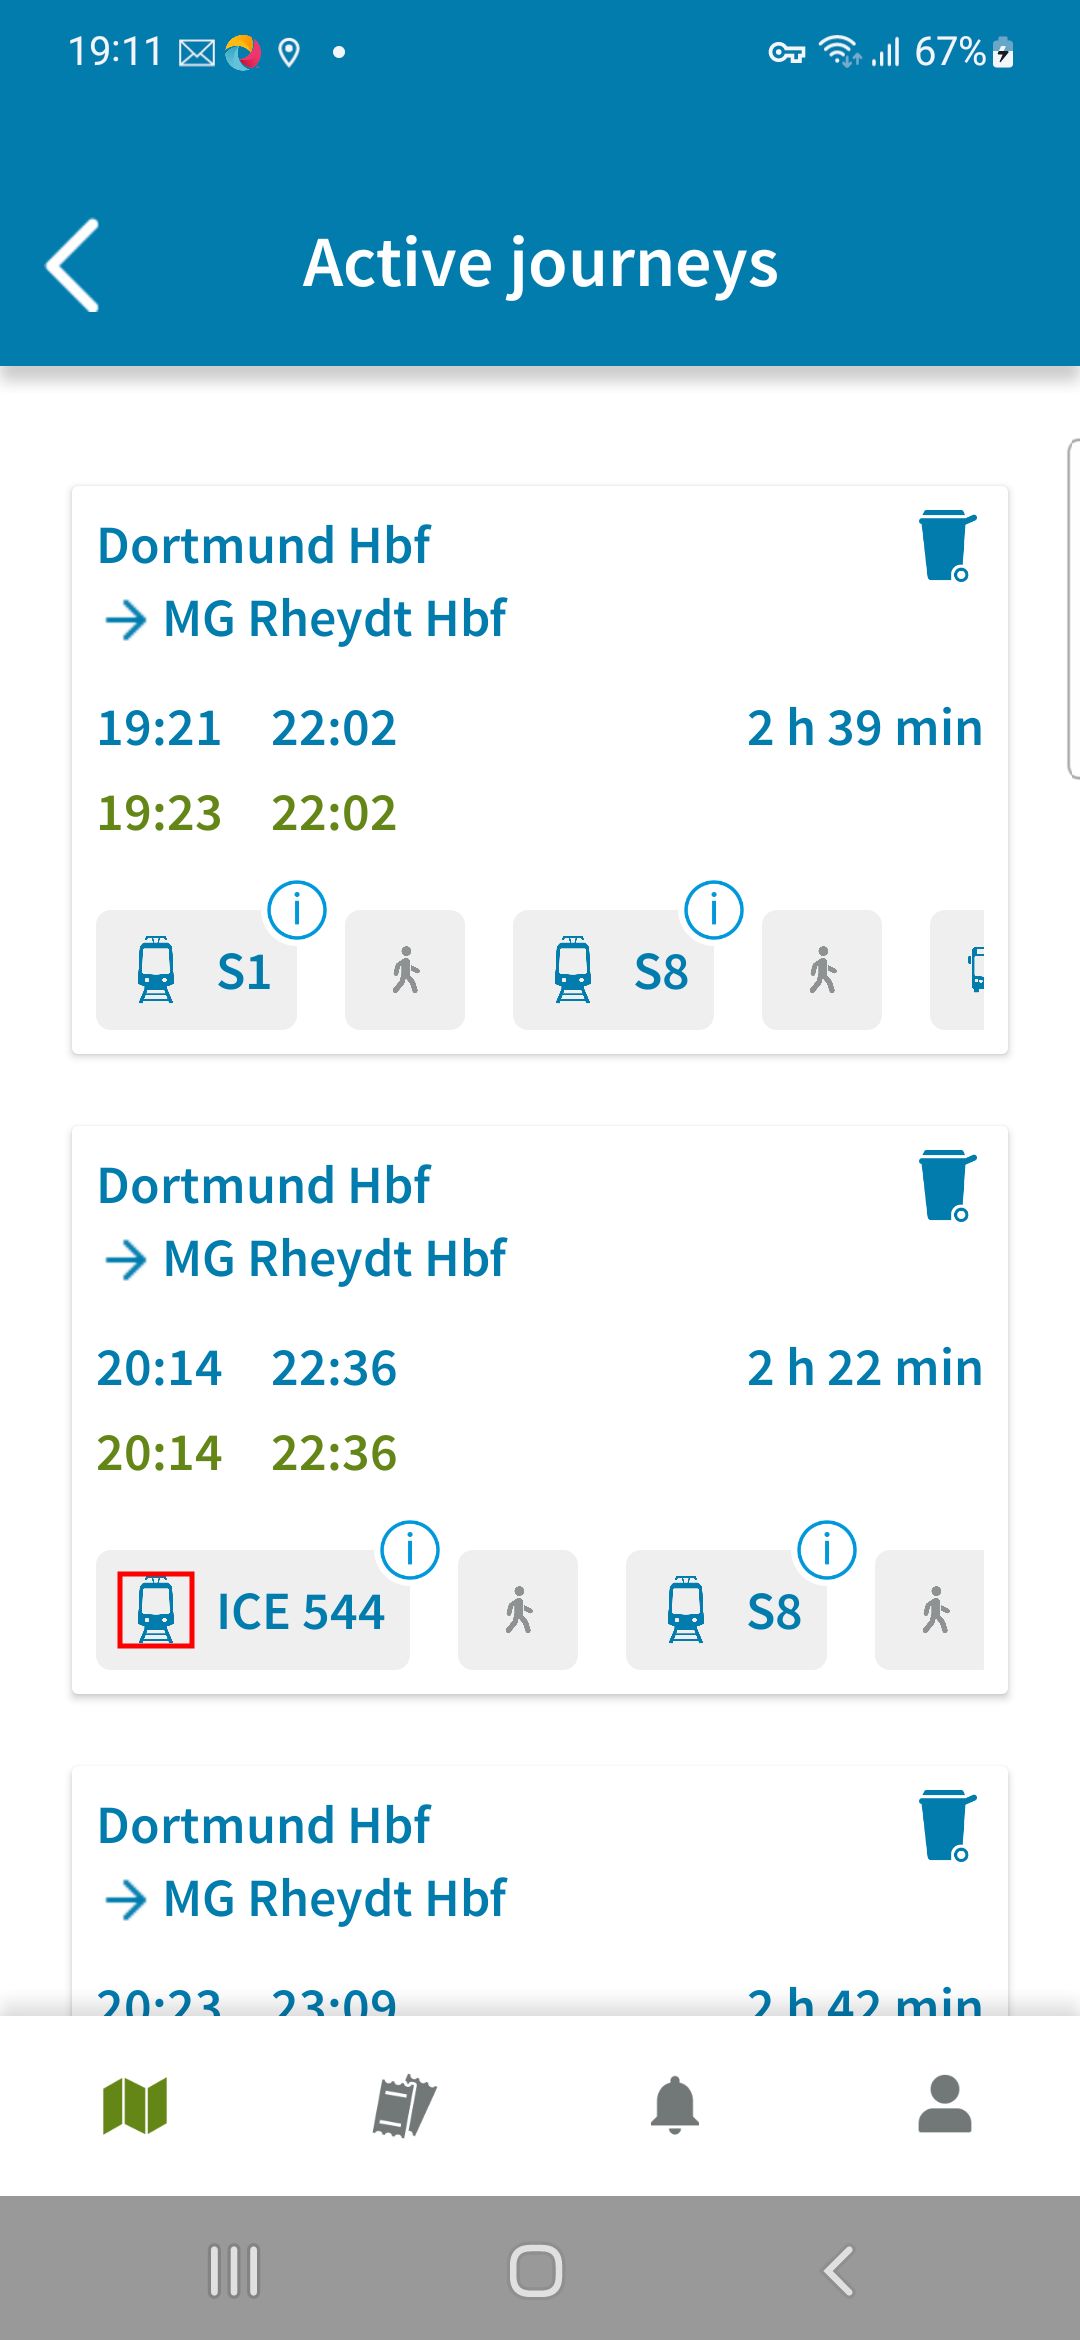 19:11 67%
Active journeys
Dortmund Hbf
→ MG Rheydt Hbf
19:21 22:02 2 h 39 min
19:23 22:02
S1 S8
Dortmund Hbf
→ MG Rheydt Hbf
20:14 22:36 2 h 22 min
20:14 22:36
ICE 544 S8
Dortmund Hbf
→ MG Rheydt Hbf
20:23 23:09 2 h 42 min